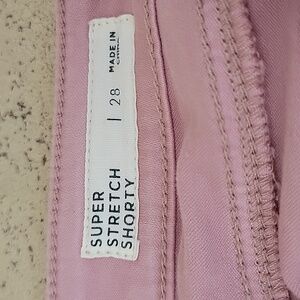 SUPER
STRETCH
SHORTY
| 28
MADE IN